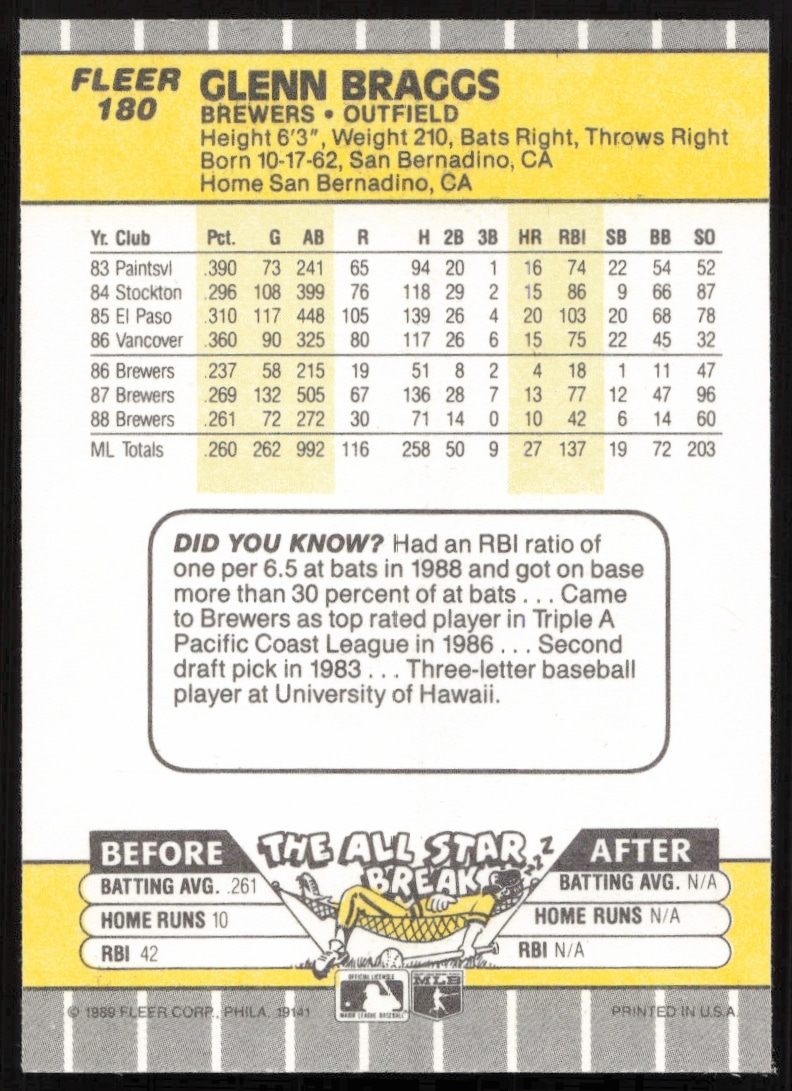 FLEER
180
GLENN BRAGGS
BREWERS • OUTFIELD
Height 6'3", Weight 210, Bats Right, Throws Right
Born 10-17-62, San Bernadino, CA
Home San Bernadino, CA
Yr. Club Pct. G AB R H 2B 3B HR RBI SB BB SO
83 Paintsvl .390 73 241 65 94 20 1 16 74 22 54 52
84 Stockton .296 108 399 76 118 29 2 15 86 9 66 87
85 El Paso .310 117 448 105 139 26 4 20 103 20 68 78
86 Vancover .360 90 325 80 117 26 6 15 75 22 45 32
86 Brewers .237 58 215 19 51 8 2 4 18 1 11 47
87 Brewers .269 132 505 67 136 28 7 13 77 12 47 96
88 Brewers .261 72 272 30 71 14 0 10 42 6 14 60
ML Totals .260 262 992 116 258 50 9 27 137 19 72 203
DID YOU KNOW? Had an RBI ratio of
one per 6.5 at bats in 1988 and got on base
more than 30 percent of at bats . . . Came
to Brewers as top rated player in Triple A
Pacific Coast League in 1986 . . . Second
draft pick in 1983 . . . Three-letter baseball
player at University of Hawaii.
THE ALL STAR
BREAK
ZZZ
BEFORE
BATTING AVG. .261
HOME RUNS 10
RBI 42
AFTER
BATTING AVG. N/A
HOME RUNS N/A
RBI N/A
OFFICIAL LICENSEE
MAJOR LEAGUE BASEBALL
MLB
© 1989 FLEER CORP., PHILA. 19141
PRINTED IN U.S.A.